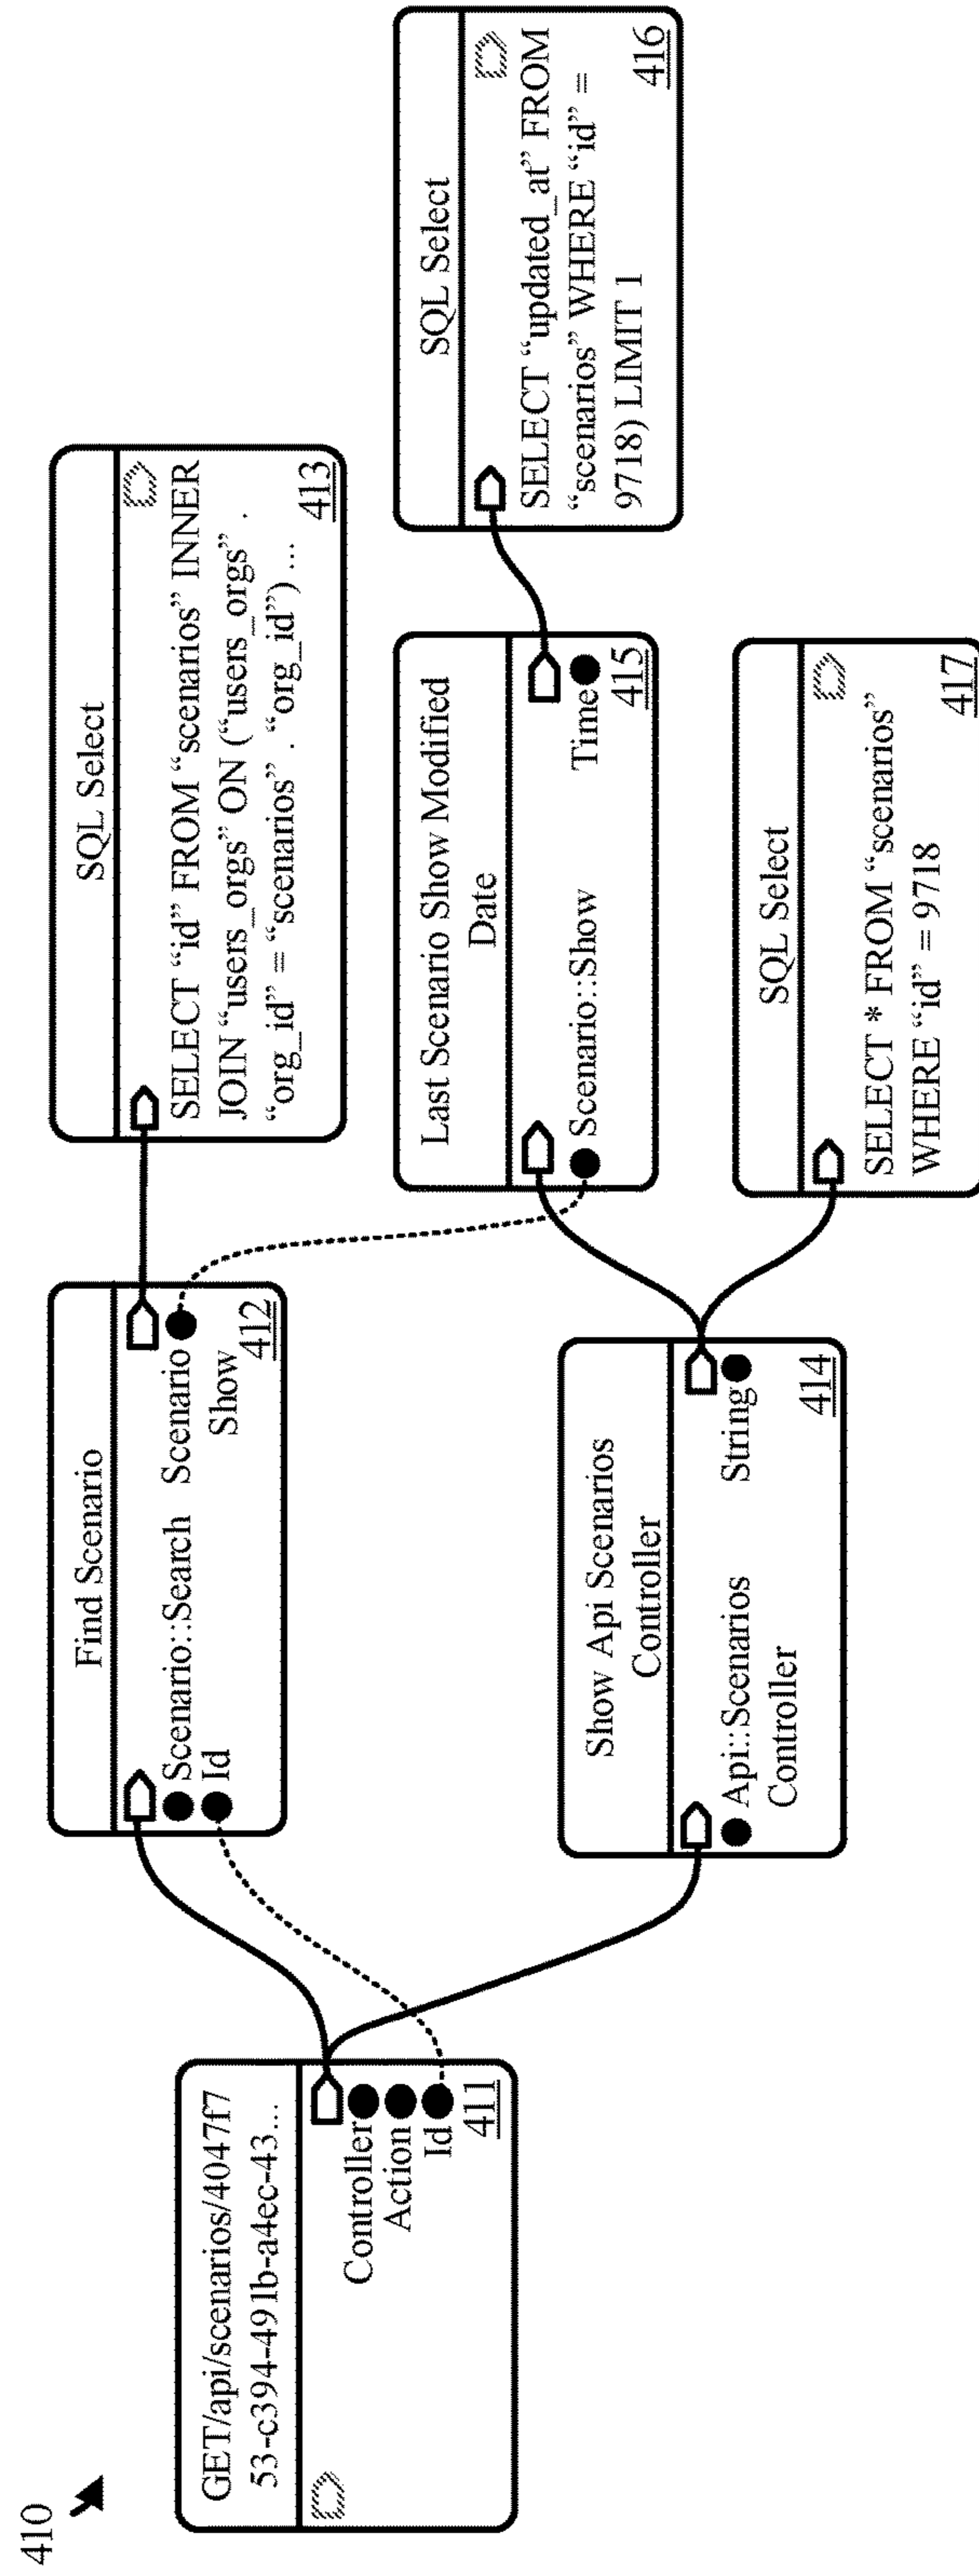 410
GET/api/scenarios/4047f7
53-c394-491b-a4ec-43...
Controller
Action
Id
411
Find Scenario
Scenario::Search Scenario
Id Show
412
SQL Select
SELECT “id” FROM “scenarios” INNER
JOIN “users_orgs” ON (“users_orgs” .
“org_id” = “scenarios” . “org_id”) ...
413
Show Api Scenarios
Controller
Api::Scenarios String
Controller
414
Last Scenario Show Modified
Date
Scenario::Show Time
415
SQL Select
SELECT “updated_at” FROM
“scenarios” WHERE “id” =
9718) LIMIT 1
416
SQL Select
SELECT * FROM “scenarios”
WHERE “id” = 9718
417